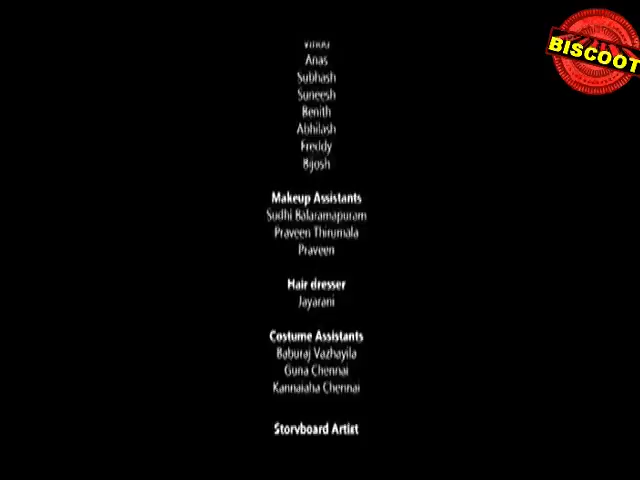 Anas
Subhash
Suneesh
Benith
Abhilash
Freddy
Bijosh
Makeup Assistants
Sudhi Balaramapuram
Praveen Thirumala
Praveen
Hair dresser
Jayarani
Costume Assistants
Baburaj Vazhayila
Guna Chennai
Kannaiaha Chennai
Storyboard Artist
BISCOOT